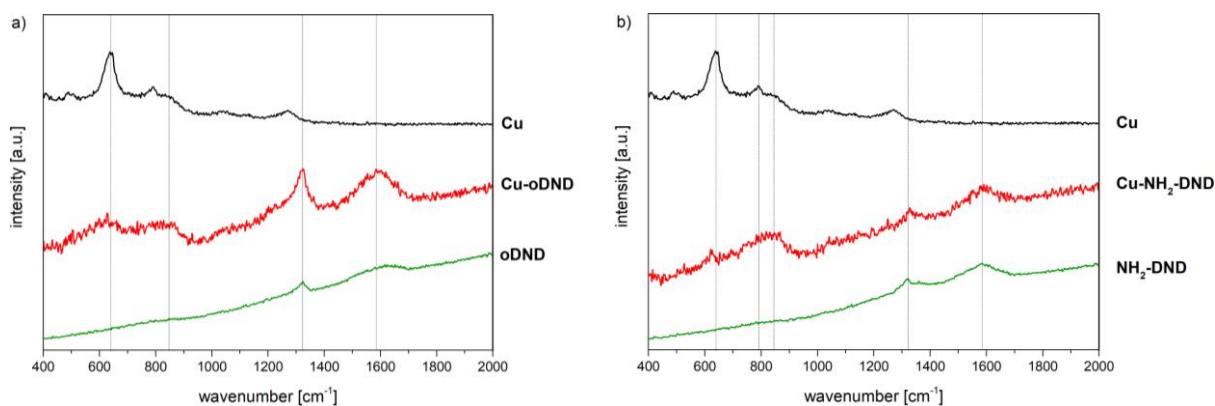 a)
intensity [a.u.]
Cu
Cu-oDND
oDND
400 600 800 1000 1200 1400 1600 1800 2000
wavenumber [cm⁻¹]
b)
intensity [a.u.]
Cu
Cu-NH₂-DND
NH₂-DND
400 600 800 1000 1200 1400 1600 1800 2000
wavenumber [cm⁻¹]